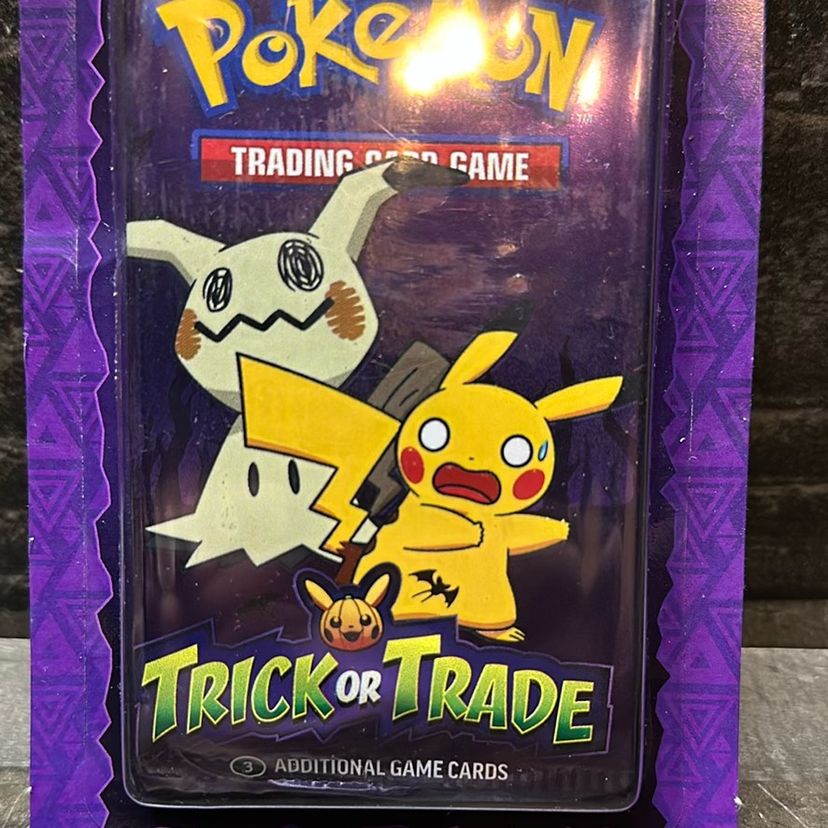 POKÉMON
TRADING CARD GAME
TRICK OR TRADE
3 ADDITIONAL GAME CARDS